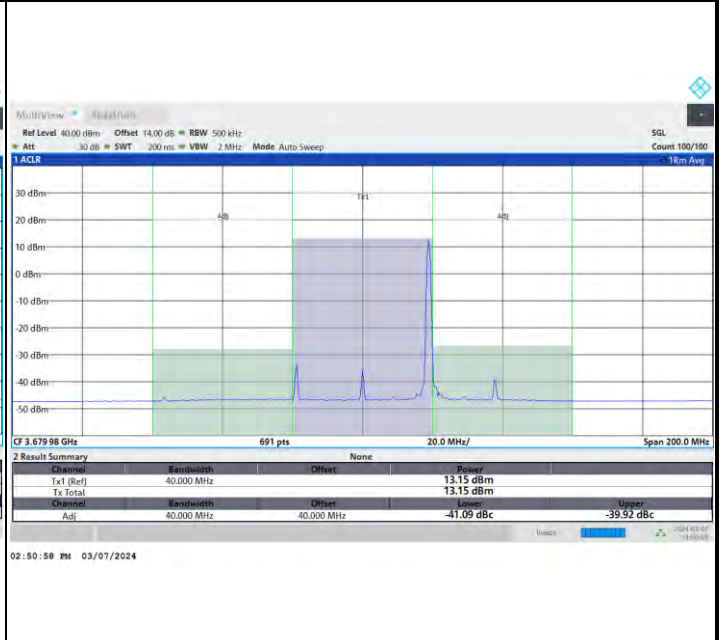 MultiView Spectrum
Ref Level 40.00 dBm Offset 14.00 dB RBW 500 kHz SGL
Att 30 dB SWT 200 ms VBW 2 MHz Mode Auto Sweep Count 100/100
1 ACLR 1Rm Avg
Tx1
30 dBm
Adj Adj
20 dBm
10 dBm
0 dBm
-10 dBm
-20 dBm
-30 dBm
-40 dBm
-50 dBm
CF 3.67998 GHz 691 pts 20.0 MHz/ Span 200.0 MHz
2 Result Summary None
Channel Bandwidth Offset Power
Tx1 (Ref) 40.000 MHz 13.15 dBm
Tx Total 13.15 dBm
Channel Bandwidth Offset Lower Upper
Adj 40.000 MHz 40.000 MHz -41.09 dBc -39.92 dBc
02:50:58 PM 03/07/2024